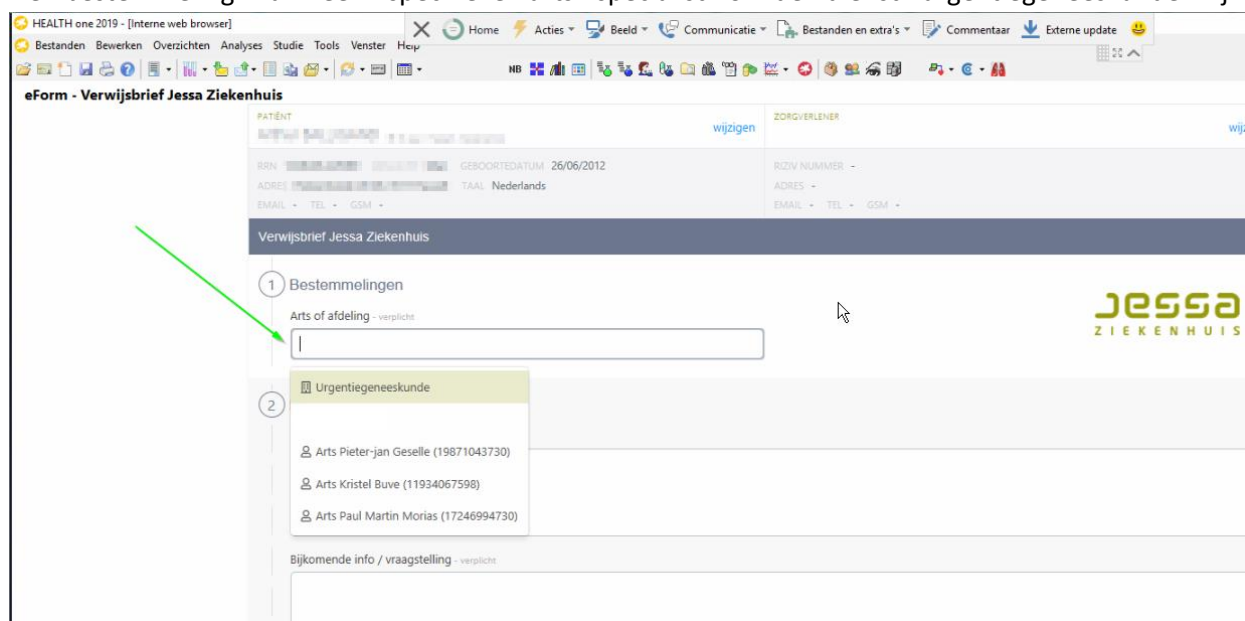 HEALTH one 2019 - [Interne web browser]
Home Acties Beeld Communicatie Bestanden en extra's Commentaar Externe update
Bestanden Bewerken Overzichten Analyses Studie Tools Venster Help
NB
eForm - Verwijsbrief Jessa Ziekenhuis
PATIËNT
wijzigen
ZORGVERLENER
RRN GEBOORTEDATUM 26/06/2012
RIZIV NUMMER -
ADRES TAAL Nederlands
ADRES -
EMAIL - TEL - GSM -
EMAIL - TEL - GSM -
Verwijsbrief Jessa Ziekenhuis
1 Bestemmelingen
Arts of afdeling - verplicht
Jessa
ZIEKENHUIS
Urgentiegeneeskunde
2
Arts Pieter-jan Geselle (19871043730)
Arts Kristel Buve (11934067598)
Arts Paul Martin Morias (17246994730)
Bijkomende info / vraagstelling - verplicht